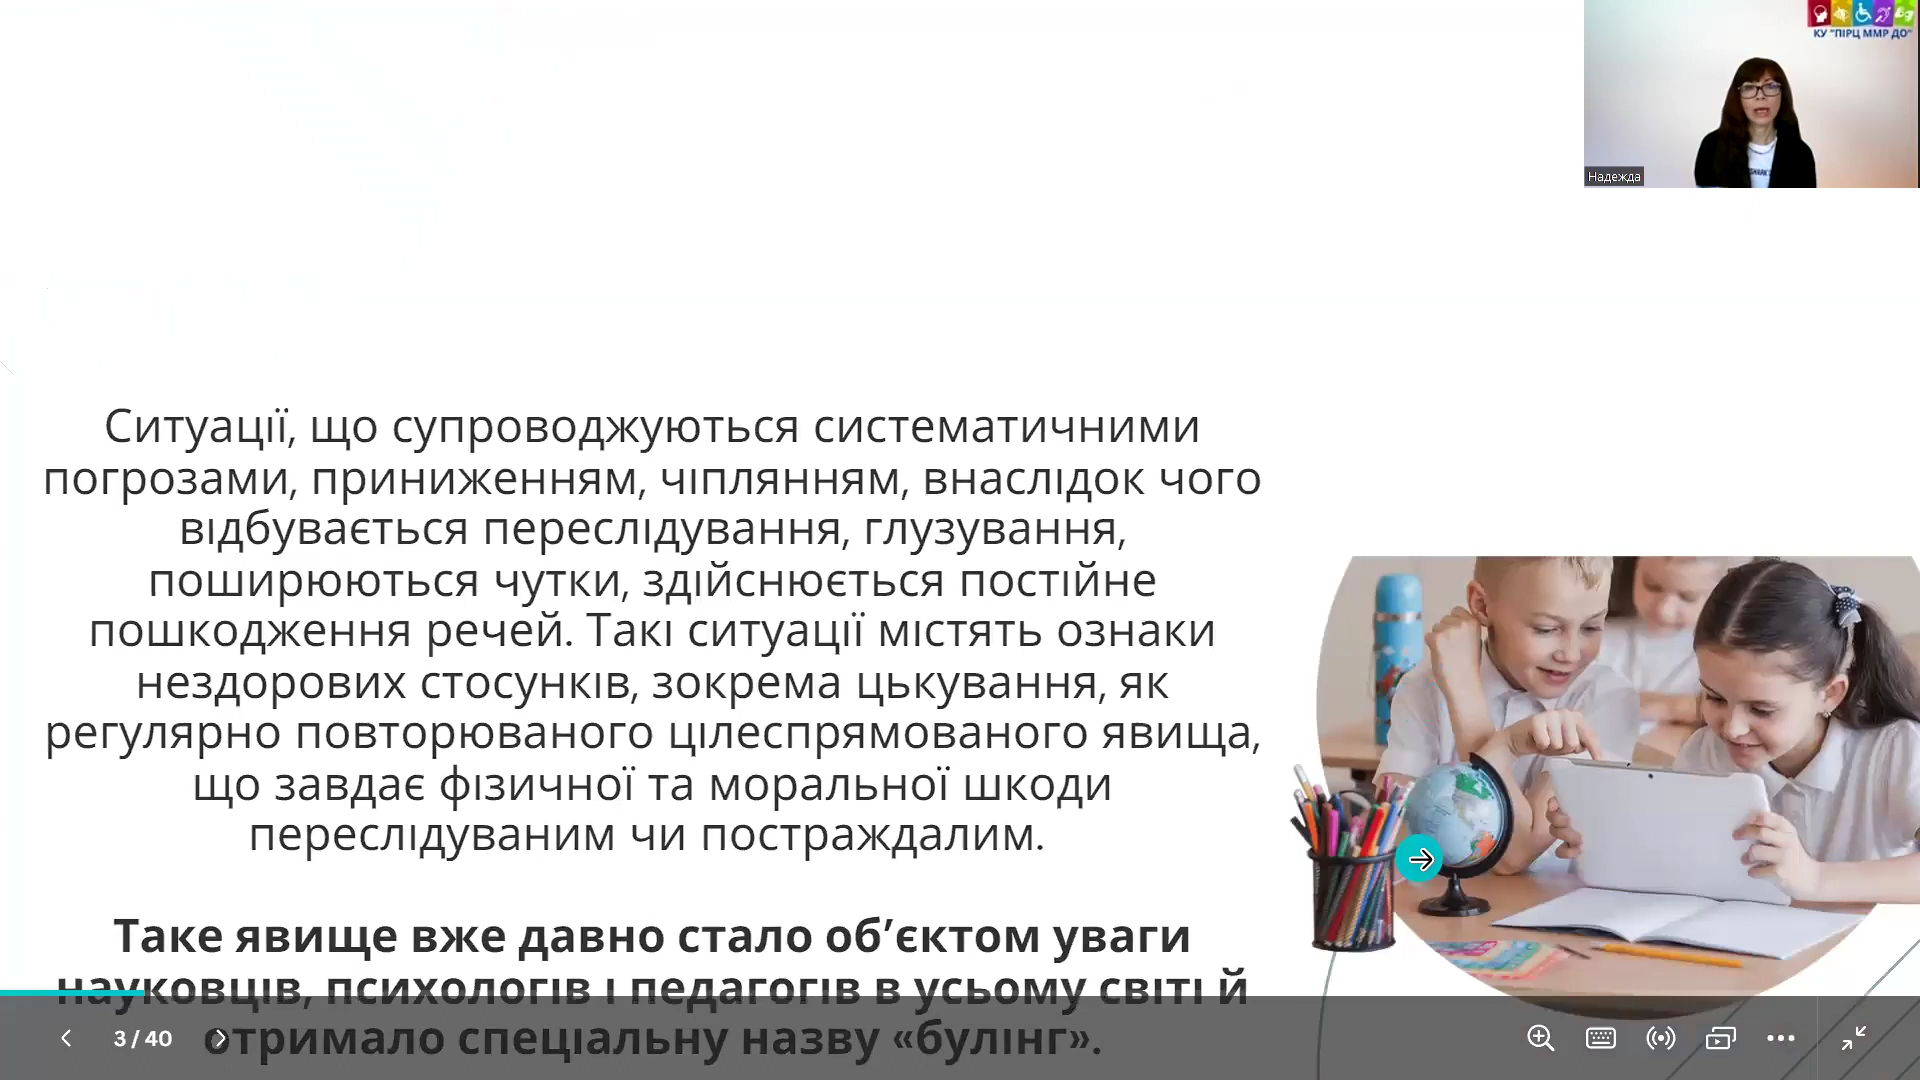 КУ "ПІРЦ ММР ДО"
Надежда
Ситуації, що супроводжуються систематичними
погрозами, приниженням, чіплянням, внаслідок чого
відбувається переслідування, глузування,
поширюються чутки, здійснюється постійне
пошкодження речей. Такі ситуації містять ознаки
нездорових стосунків, зокрема цькування, як
регулярно повторюваного цілеспрямованого явища,
що завдає фізичної та моральної шкоди
переслідуваним чи постраждалим.
Таке явище вже давно стало об’єктом уваги
науковців, психологів і педагогів в усьому світі й
отримало спеціальну назву «булінг».
3 / 40